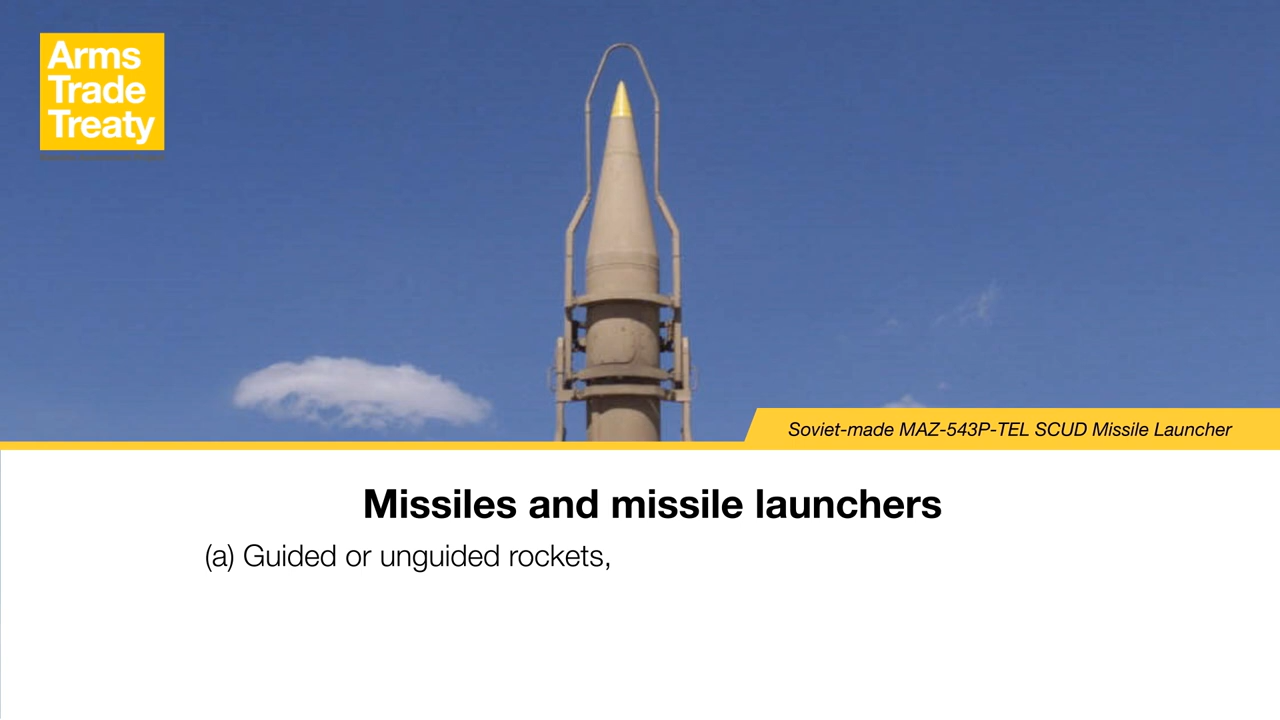 Arms
Trade
Treaty
Soviet-made MAZ-543P-TEL SCUD Missile Launcher
Missiles and missile launchers
(a) Guided or unguided rockets,